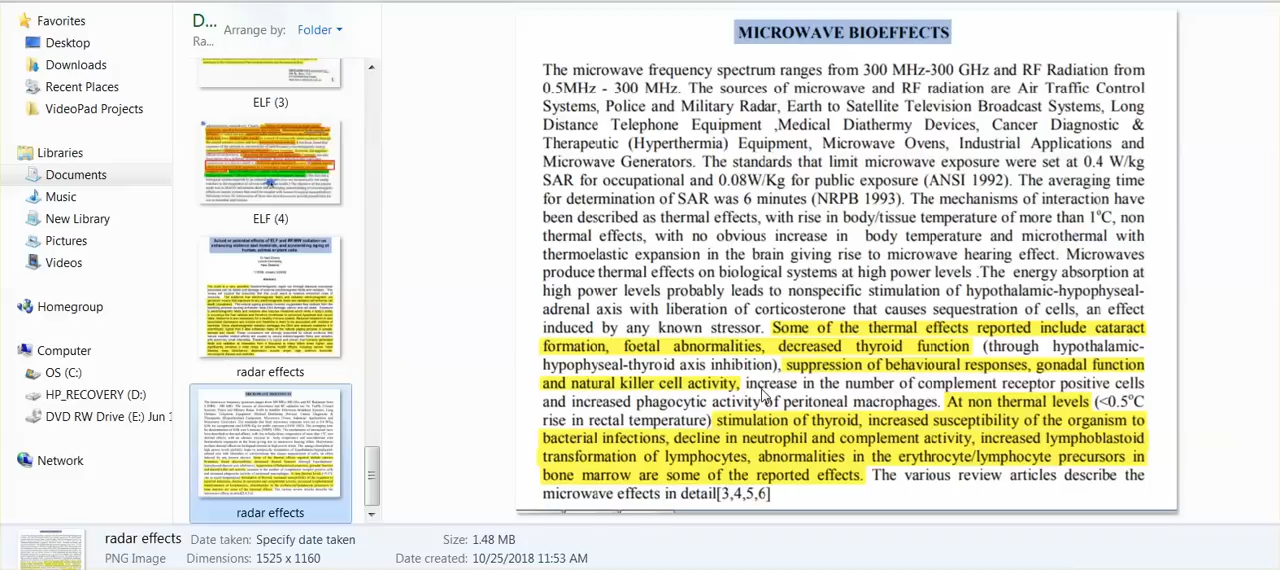 Favorites
Desktop
Downloads
Recent Places
VideoPad Projects
Libraries
Documents
Music
New Library
Pictures
Videos
Homegroup
Computer
OS (C:)
HP_RECOVERY (D:)
DVD RW Drive (E:) Jun 1
Network
D...
Ra...
Arrange by: Folder
ELF (3)
ELF (4)
radar effects
radar effects
MICROWAVE BIOEFFECTS
The microwave frequency spectrum ranges from 300 MHz-300 GHz and RF Radiation from
0.5MHz - 300 MHz. The sources of microwave and RF radiation are Air Traffic Control
Systems, Police and Military Radar, Earth to Satellite Television Broadcast Systems, Long
Distance Telephone Equipment ,Medical Diathermy Devices, Cancer Diagnostic &
Therapeutic (Hyperthermia) Equipment, Microwave Ovens, Industrial Applications and
Microwave Generators. The standards that limit microwave exposure were set at 0.4 W/kg
SAR for occupational and 0.08 W/Kg for public exposure (ANSI 1992). The averaging time
for determination of SAR was 6 minutes (NRPB 1993). The mechanisms of interaction have
been described as thermal effects, with rise in body/tissue temperature of more than 1°C, non
thermal effects, with no obvious increase in body temperature and microthermal with
thermoelastic expansion in the brain giving rise to microwave hearing effect. Microwaves
produce thermal effects on biological systems at high power levels .The energy absorption at
high power levels probably leads to nonspecific stimulation of hypothalamic-hypophyseal-
adrenal axis with liberation of corticosterone that causes sequestration of cells, an effect
induced by any known stressor. Some of the thermal effects reported include cataract
formation, foetal abnormalities, decreased thyroid function (through hypothalamic-
hypophyseal-thyroid axis inhibition), suppression of behavioural responses, gonadal function
and natural killer cell activity, increase in the number of complement receptor positive cells
and increased phagocytic activity of peritoneal macrophages. At non thermal levels (<0.5°C
rise in rectal temperature) stimulation of thyroid, increased susceptibility of the organism to
bacterial infections, decline in neutrophil and complement activity, increased lymphoblastoid
transformation of lymphocytes, abnormalities in the erythrocyte/lymphocyte precursors in
bone marrow are some of the reported effects. The various review articles describe the
microwave effects in detail[3,4,5,6]
radar effects Date taken: Specify date taken Size: 1.48 MB
PNG Image Dimensions: 1525 x 1160 Date created: 10/25/2018 11:53 AM